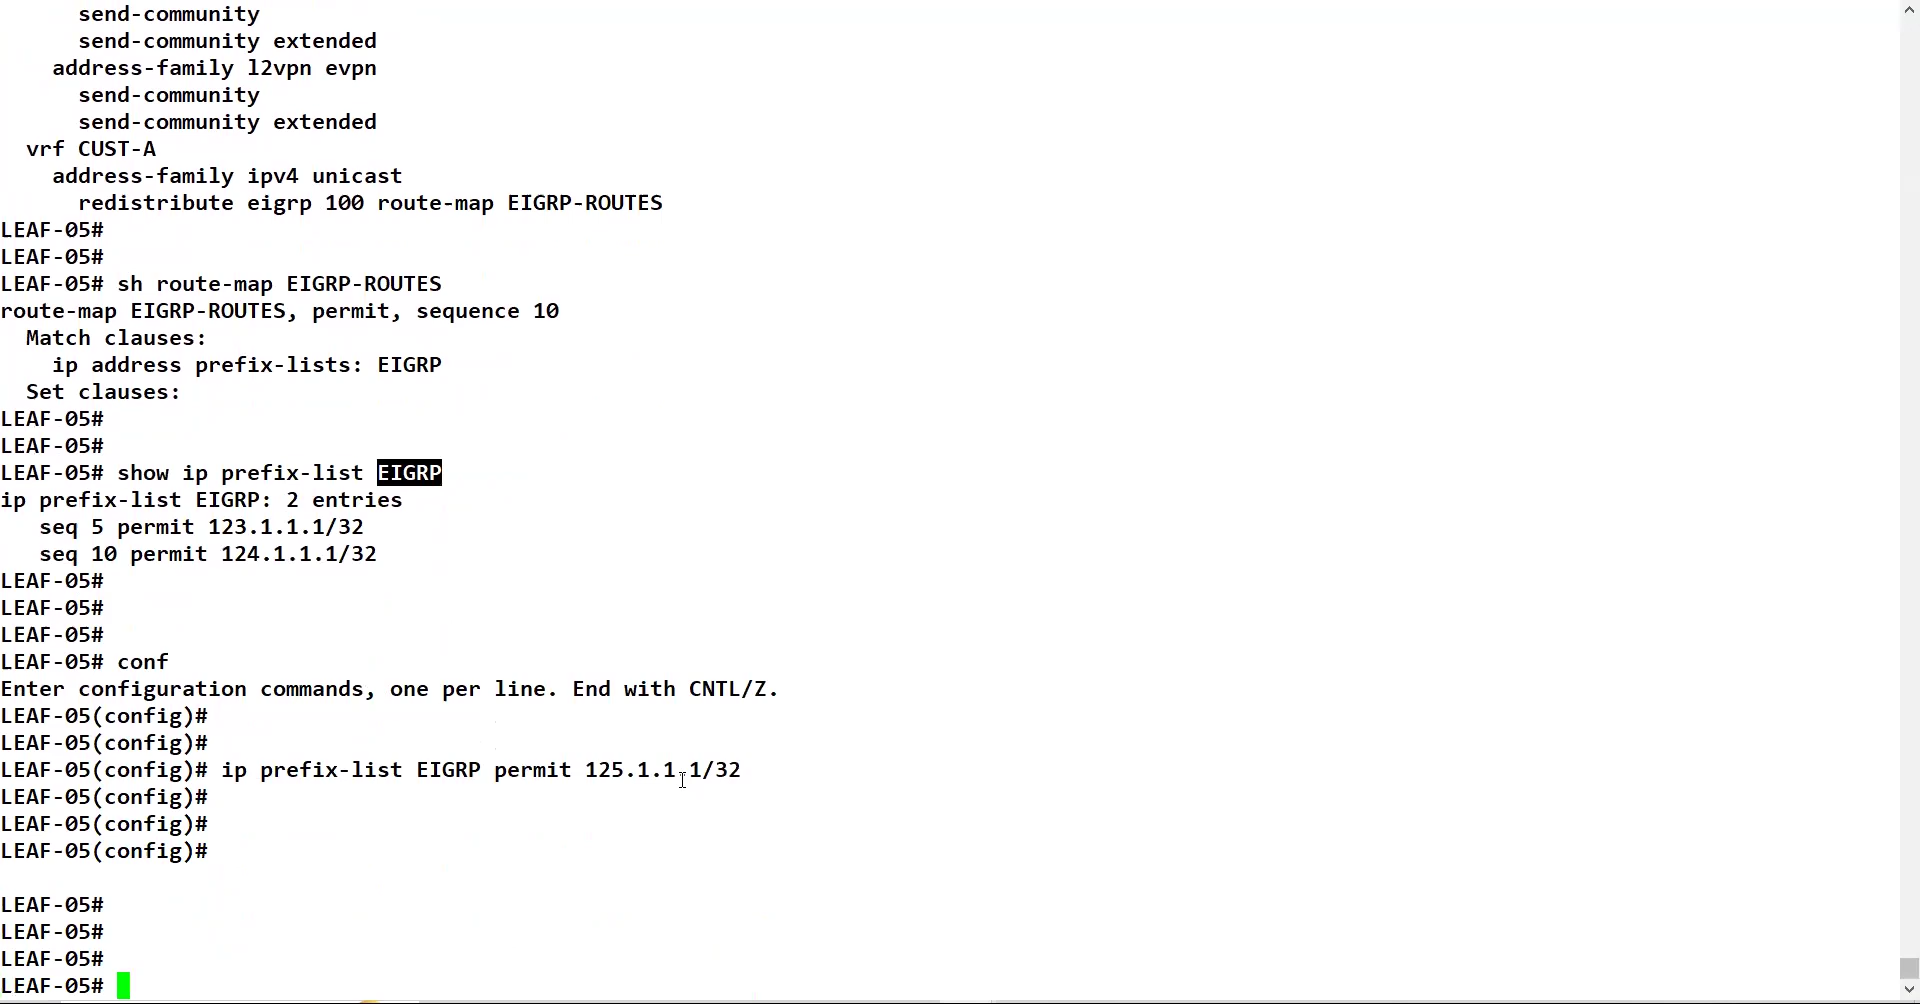 send-community
send-community extended
address-family l2vpn evpn
send-community
send-community extended
vrf CUST-A
address-family ipv4 unicast
redistribute eigrp 100 route-map EIGRP-ROUTES
LEAF-05#
LEAF-05#
LEAF-05# sh route-map EIGRP-ROUTES
route-map EIGRP-ROUTES, permit, sequence 10
Match clauses:
ip address prefix-lists: EIGRP
Set clauses:
LEAF-05#
LEAF-05#
LEAF-05# show ip prefix-list EIGRP
ip prefix-list EIGRP: 2 entries
seq 5 permit 123.1.1.1/32
seq 10 permit 124.1.1.1/32
LEAF-05#
LEAF-05#
LEAF-05#
LEAF-05# conf
Enter configuration commands, one per line. End with CNTL/Z.
LEAF-05(config)#
LEAF-05(config)#
LEAF-05(config)# ip prefix-list EIGRP permit 125.1.1.1/32
LEAF-05(config)#
LEAF-05(config)#
LEAF-05(config)#
LEAF-05#
LEAF-05#
LEAF-05#
LEAF-05#